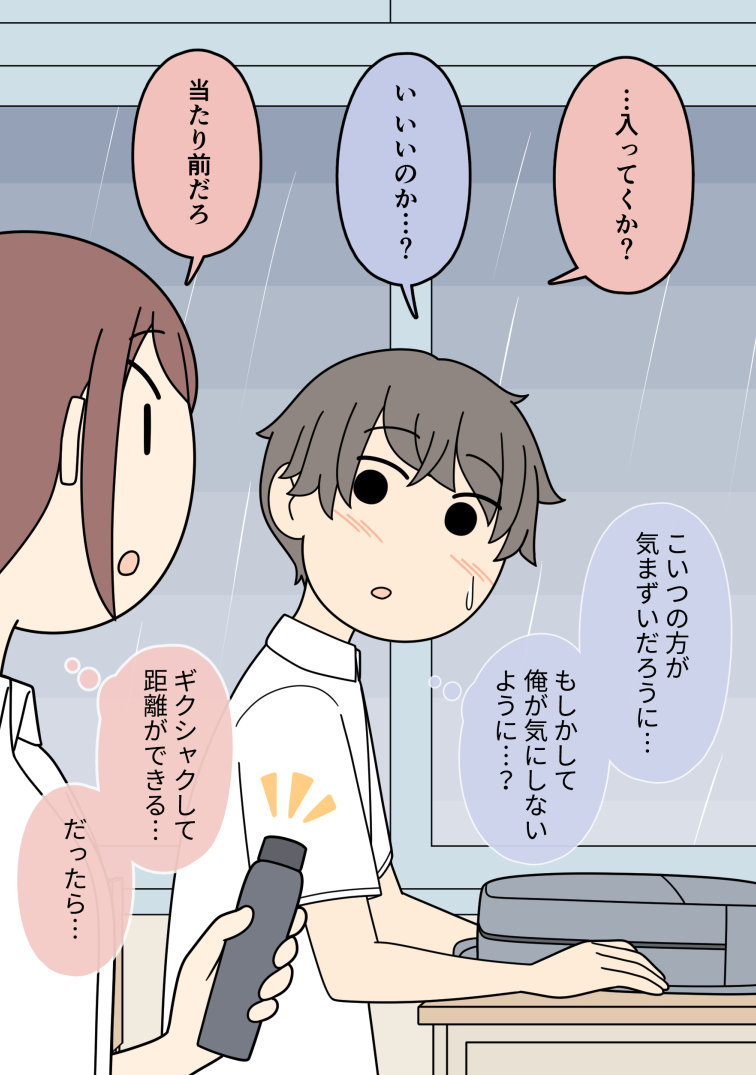 …入ってくか？
い いいのか…？
当たり前だろ
こいつの方が
気まずいだろうに…
もしかして
俺が気にしない
ように…？
ギクシャクして
距離ができる…
だったら…